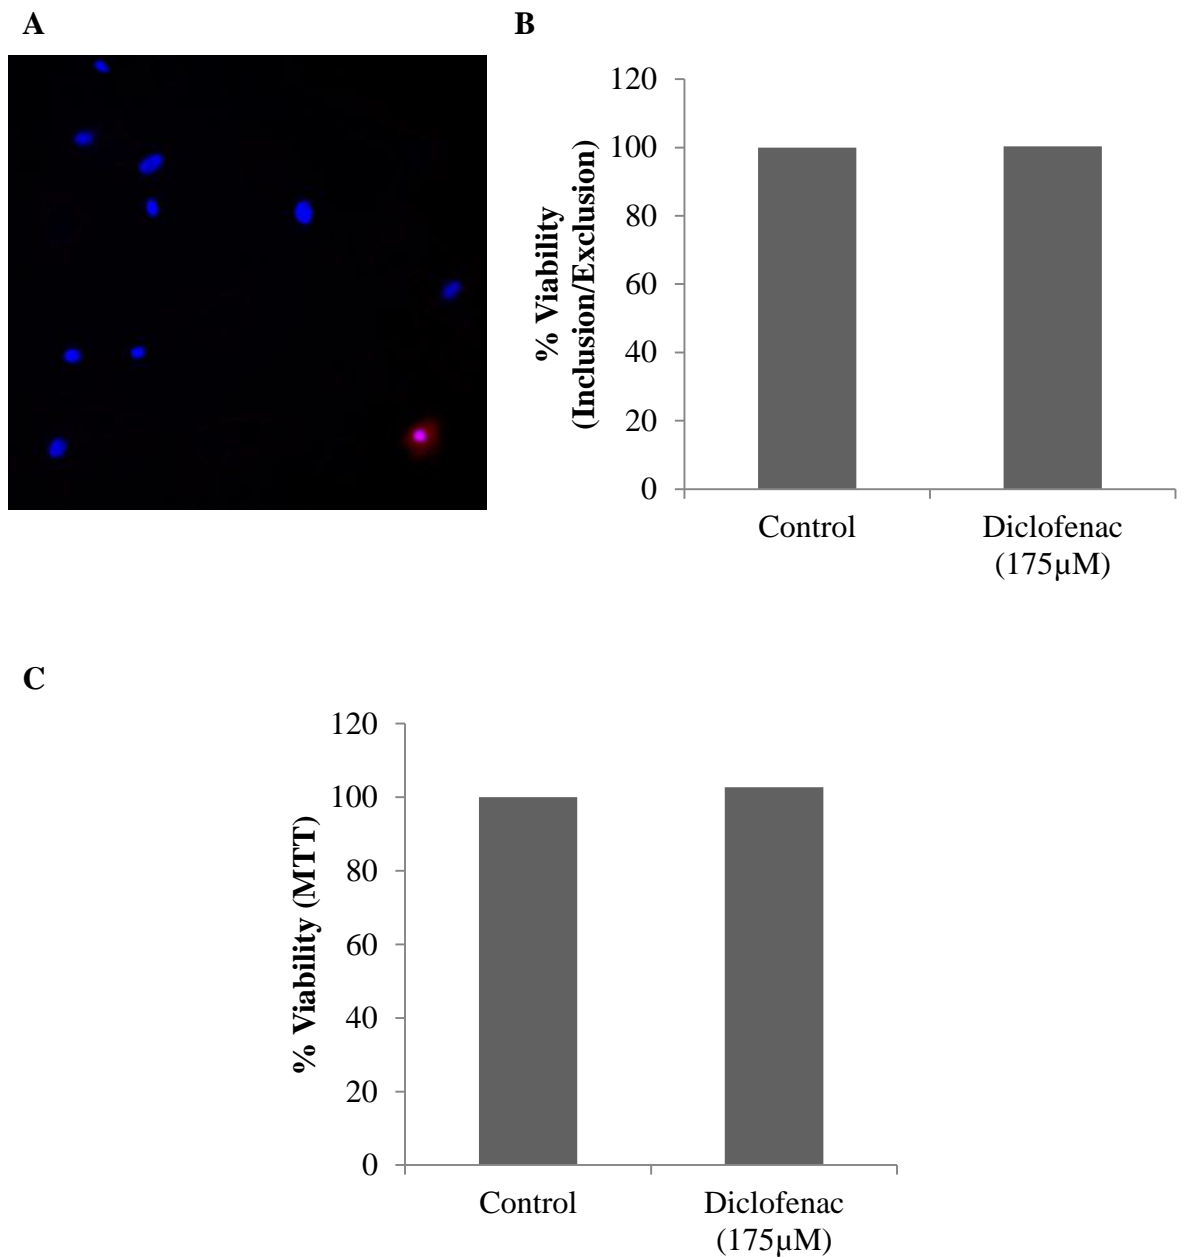 A
B
120
100
80
60
40
20
0
% Viability
(Inclusion/Exclusion)
Control
Diclofenac
(175µM)
C
120
100
80
60
40
20
0
% Viability (MTT)
Control
Diclofenac
(175µM)